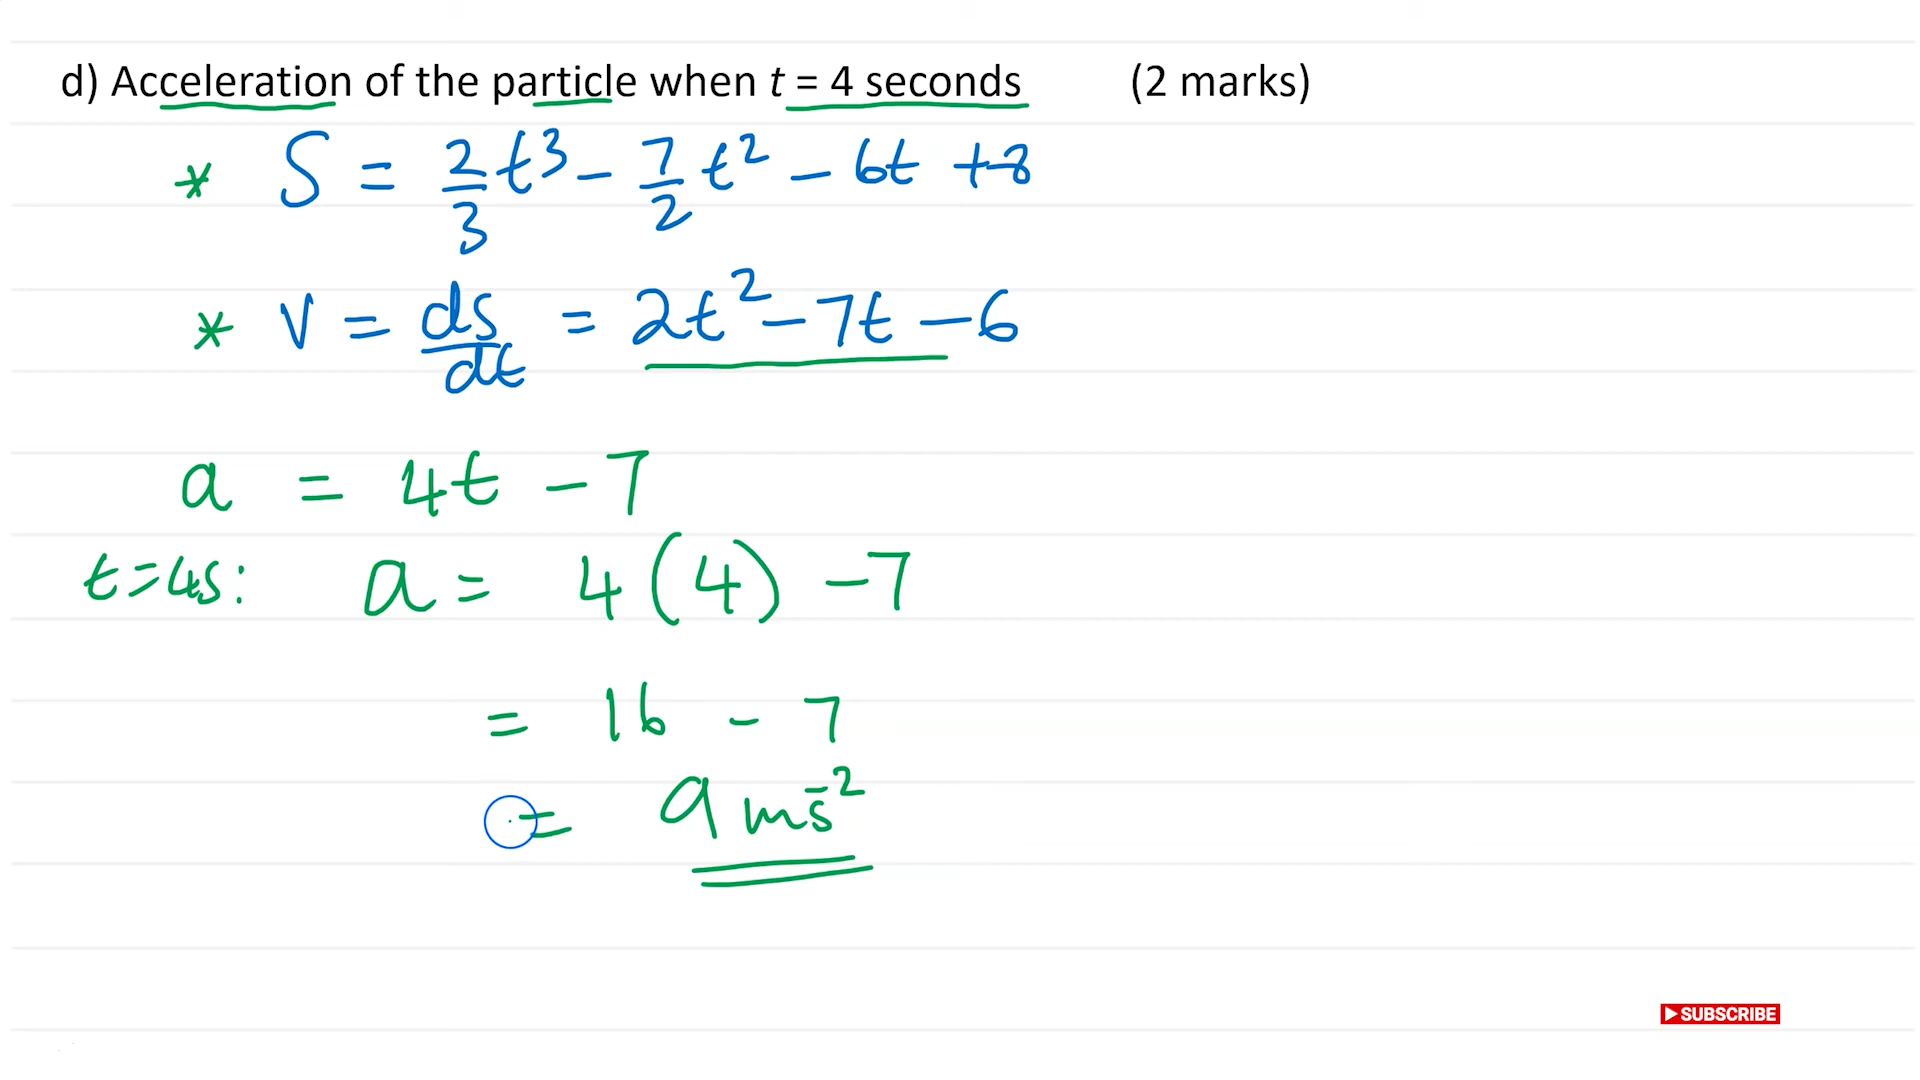 d) Acceleration of the particle when t = 4 seconds (2 marks)
* S = 2/3 t³ - 7/2 t² - 6t + 8
* V = ds/dt = 2t² - 7t - 6
a = 4t - 7
t=4s: a = 4(4) - 7
= 16 - 7
= 9 ms⁻²
SUBSCRIBE